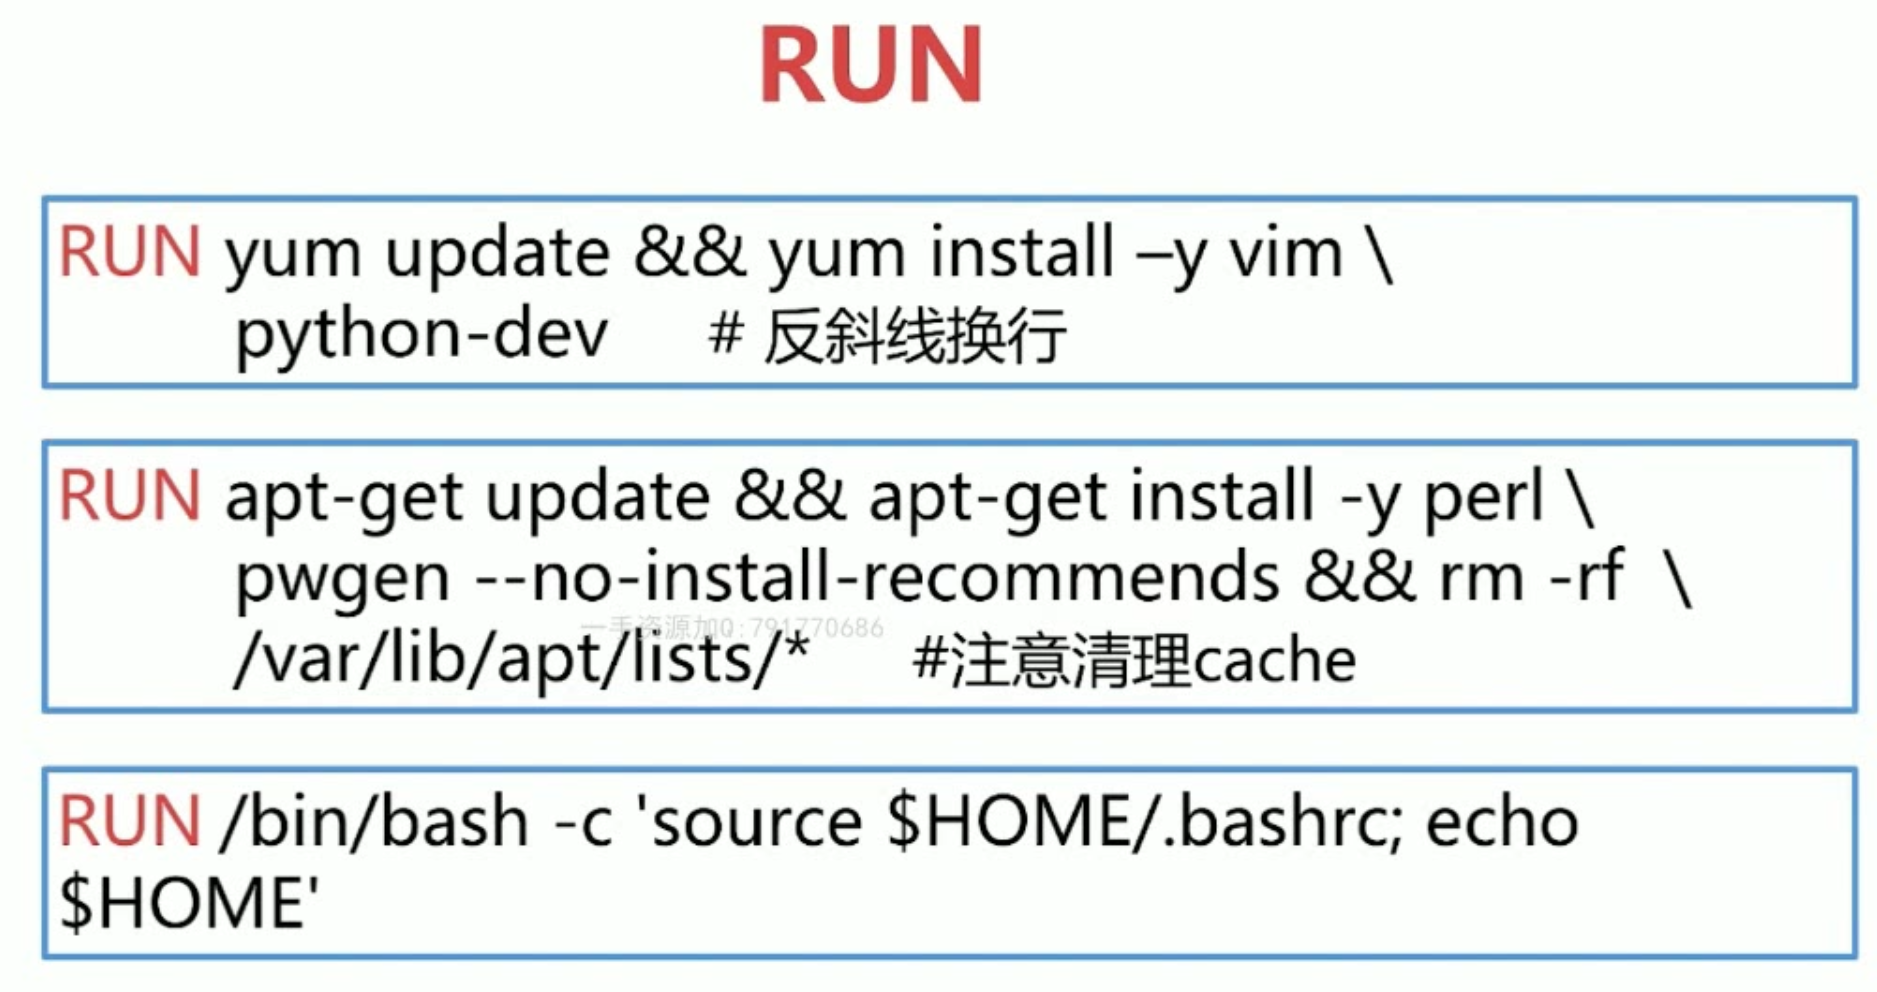 RUN
RUN yum update && yum install –y vim \
python-dev # 反斜线换行
RUN apt-get update && apt-get install -y perl \
pwgen --no-install-recommends && rm -rf \
一手资源加Q:791770686
/var/lib/apt/lists/* #注意清理cache
RUN /bin/bash -c 'source $HOME/.bashrc; echo
$HOME'